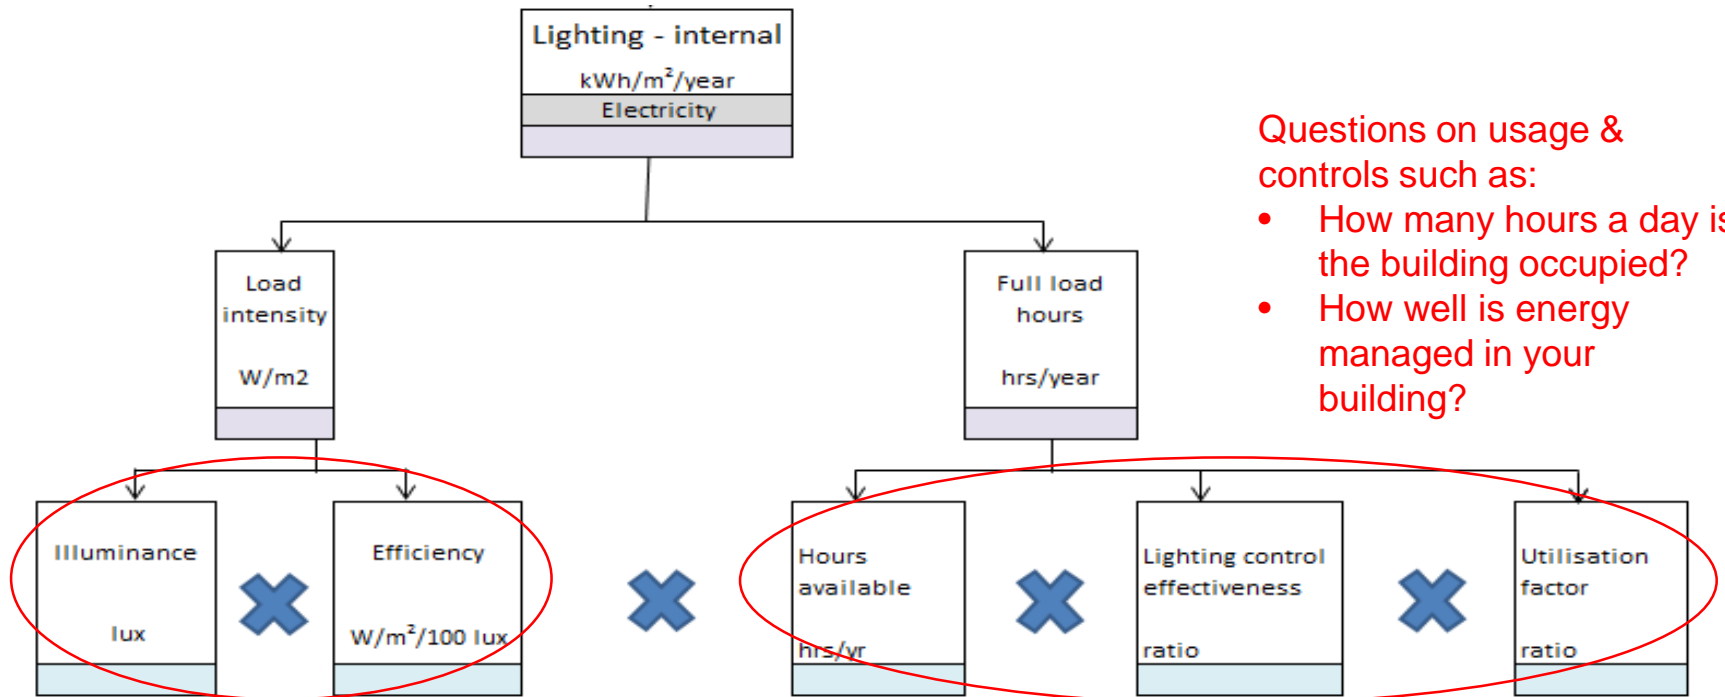 Lighting - internal
kWh/m²/year
Electricity
Questions on usage &
controls such as:
• How many hours a day is
the building occupied?
• How well is energy
managed in your
building?
Load
intensity
W/m2
Full load
hours
hrs/year
Illuminance
lux
Efficiency
W/m²/100 lux
Hours
available
hrs/yr
Lighting control
effectiveness
ratio
Utilisation
factor
ratio